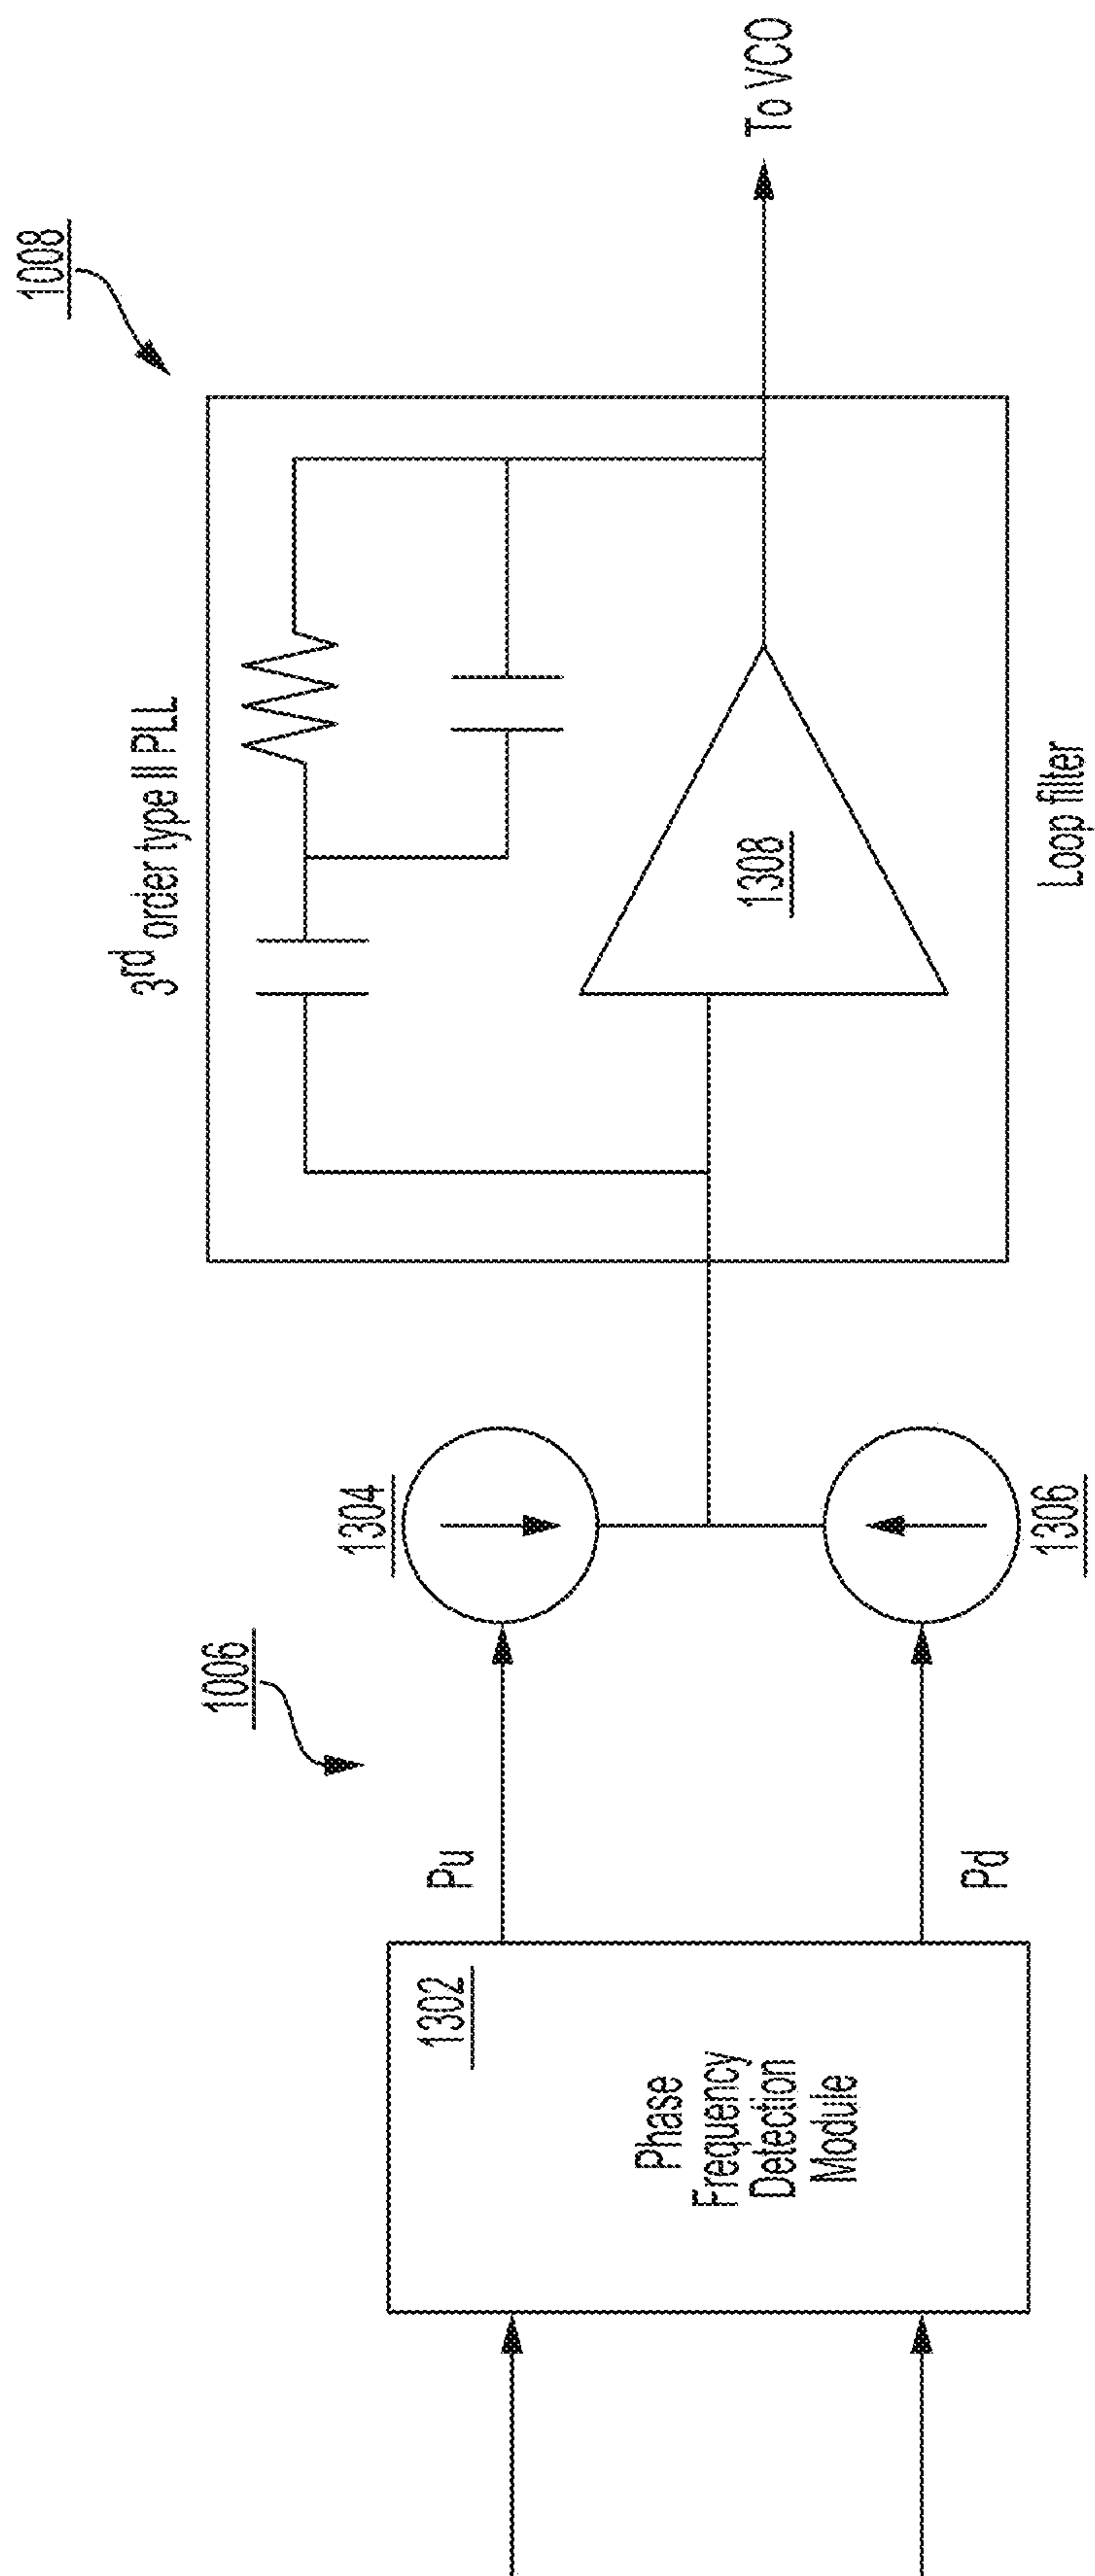 1008
3rd order type II PLL
To VCO
1308
Loop filter
1304
1306
1006
Pu
Pd
1302
Phase
Frequency
Detection
Module